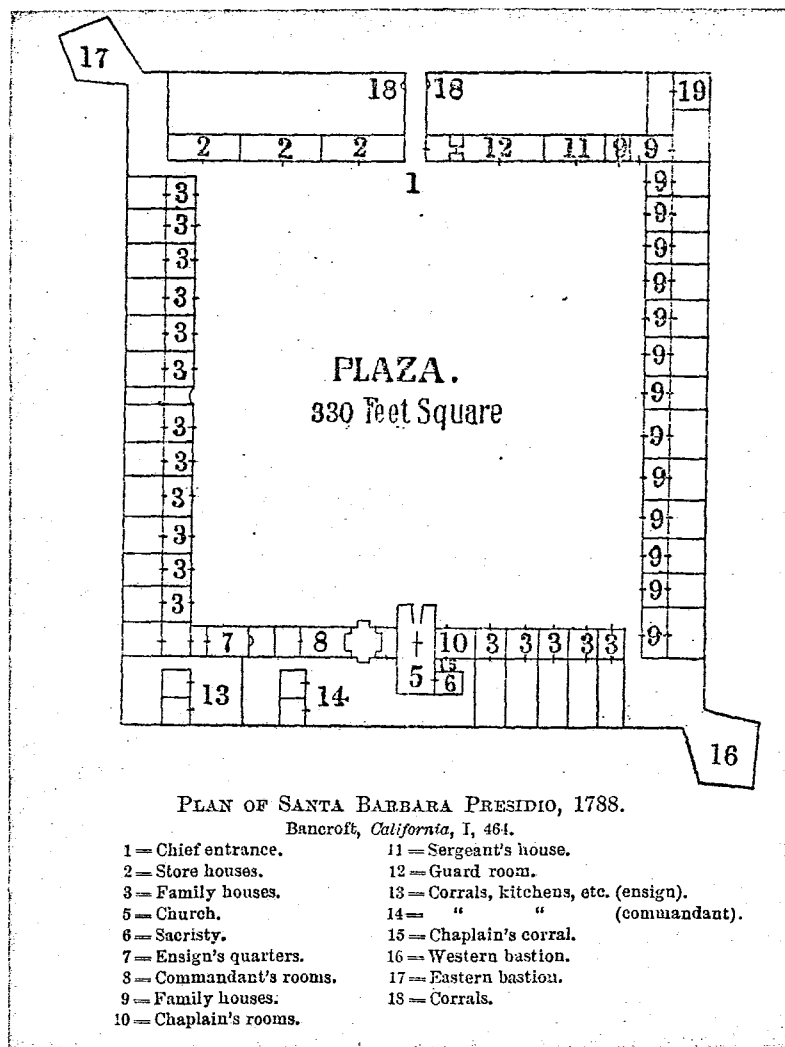 17
18 18 19
2 2 2 12 11 9 9
1
3 9
3 9
3 9
3 9
3 9
3 9
PLAZA.
330 Feet Square
9
3 9
3 9
3 9
3 9
3 9
3 9
7 8 10 3 3 3 3 3
15
5 6
13 14
16
PLAN OF SANTA BARBARA PRESIDIO, 1788.
Bancroft, California, I, 464.
1 = Chief entrance.
2 = Store houses.
3 = Family houses.
5 = Church.
6 = Sacristy.
7 = Ensign's quarters.
8 = Commandant's rooms.
9 = Family houses.
10 = Chaplain's rooms.
11 = Sergeant's house.
12 = Guard room.
13 = Corrals, kitchens, etc. (ensign).
14 = " " (commandant).
15 = Chaplain's corral.
16 = Western bastion.
17 = Eastern bastion.
18 = Corrals.